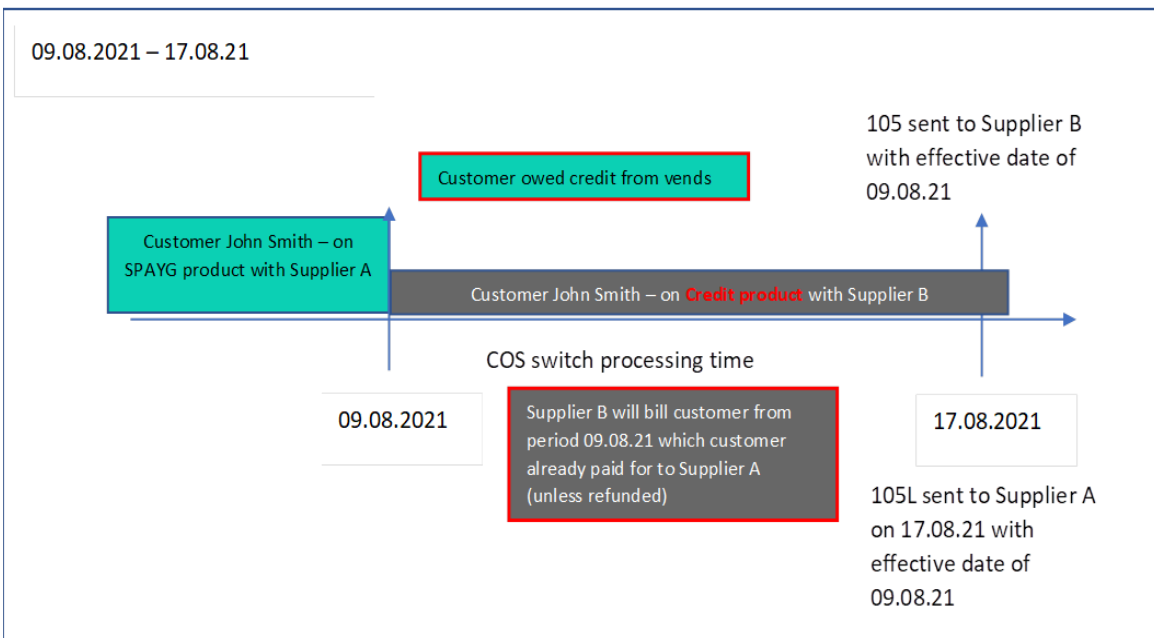 09.08.2021 – 17.08.21
105 sent to Supplier B
with effective date of
09.08.21
Customer owed credit from vends
Customer John Smith – on
SPAYG product with Supplier A
Customer John Smith – on Credit product with Supplier B
COS switch processing time
09.08.2021
Supplier B will bill customer from
period 09.08.21 which customer
already paid for to Supplier A
(unless refunded)
17.08.2021
105L sent to Supplier A
on 17.08.21 with
effective date of
09.08.21